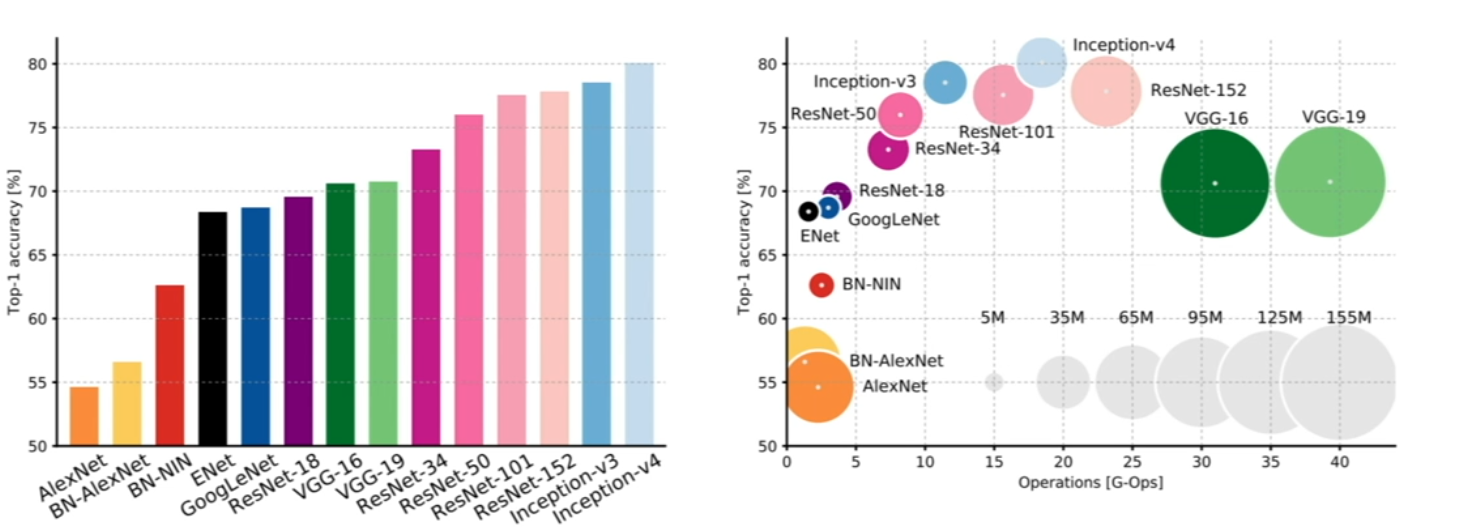 Top-1 accuracy [%]
80
75
70
65
60
55
50
AlexNet
BN-AlexNet
BN-NIN
ENet
GoogLeNet
ResNet-18
VGG-16
VGG-19
ResNet-34
ResNet-50
ResNet-101
ResNet-152
Inception-v3
Inception-v4
Top-1 accuracy [%]
80
75
70
65
60
55
50
Inception-v4
Inception-v3
ResNet-152
ResNet-50
VGG-16
VGG-19
ResNet-101
ResNet-34
ResNet-18
GoogLeNet
ENet
BN-NIN
5M 35M 65M 95M 125M 155M
BN-AlexNet
AlexNet
0 5 10 15 20 25 30 35 40
Operations [G-Ops]